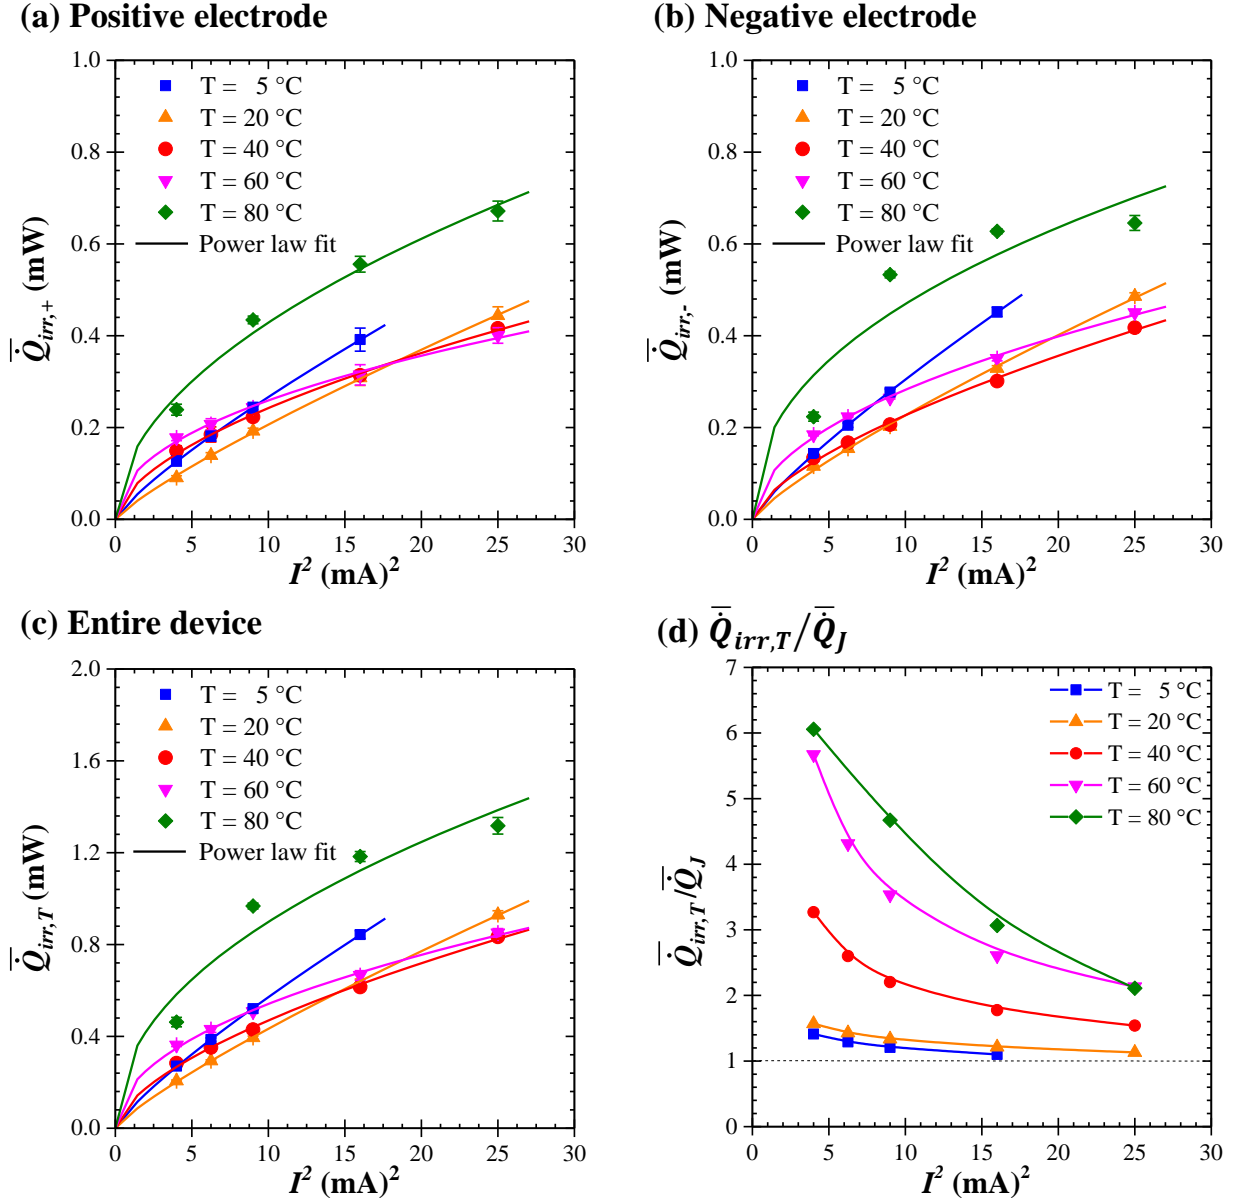 (a) Positive electrode
1.0
0.8
0.6
0.4
0.2
0.0
T = 5 °C
T = 20 °C
T = 40 °C
T = 60 °C
T = 80 °C
Power law fit
Q̇̅irr,+ (mW)
0 5 10 15 20 25 30
I² (mA)²
(b) Negative electrode
1.0
0.8
0.6
0.4
0.2
0.0
T = 5 °C
T = 20 °C
T = 40 °C
T = 60 °C
T = 80 °C
Power law fit
Q̇̅irr,- (mW)
0 5 10 15 20 25 30
I² (mA)²
(c) Entire device
2.0
1.6
1.2
0.8
0.4
0.0
T = 5 °C
T = 20 °C
T = 40 °C
T = 60 °C
T = 80 °C
Power law fit
Q̇̅irr,T (mW)
0 5 10 15 20 25 30
I² (mA)²
(d) Q̇̅irr,T/Q̇̅J
7
6
5
4
3
2
1
0
T = 5 °C
T = 20 °C
T = 40 °C
T = 60 °C
T = 80 °C
Q̇̅irr,T/Q̇̅J
0 5 10 15 20 25 30
I² (mA)²